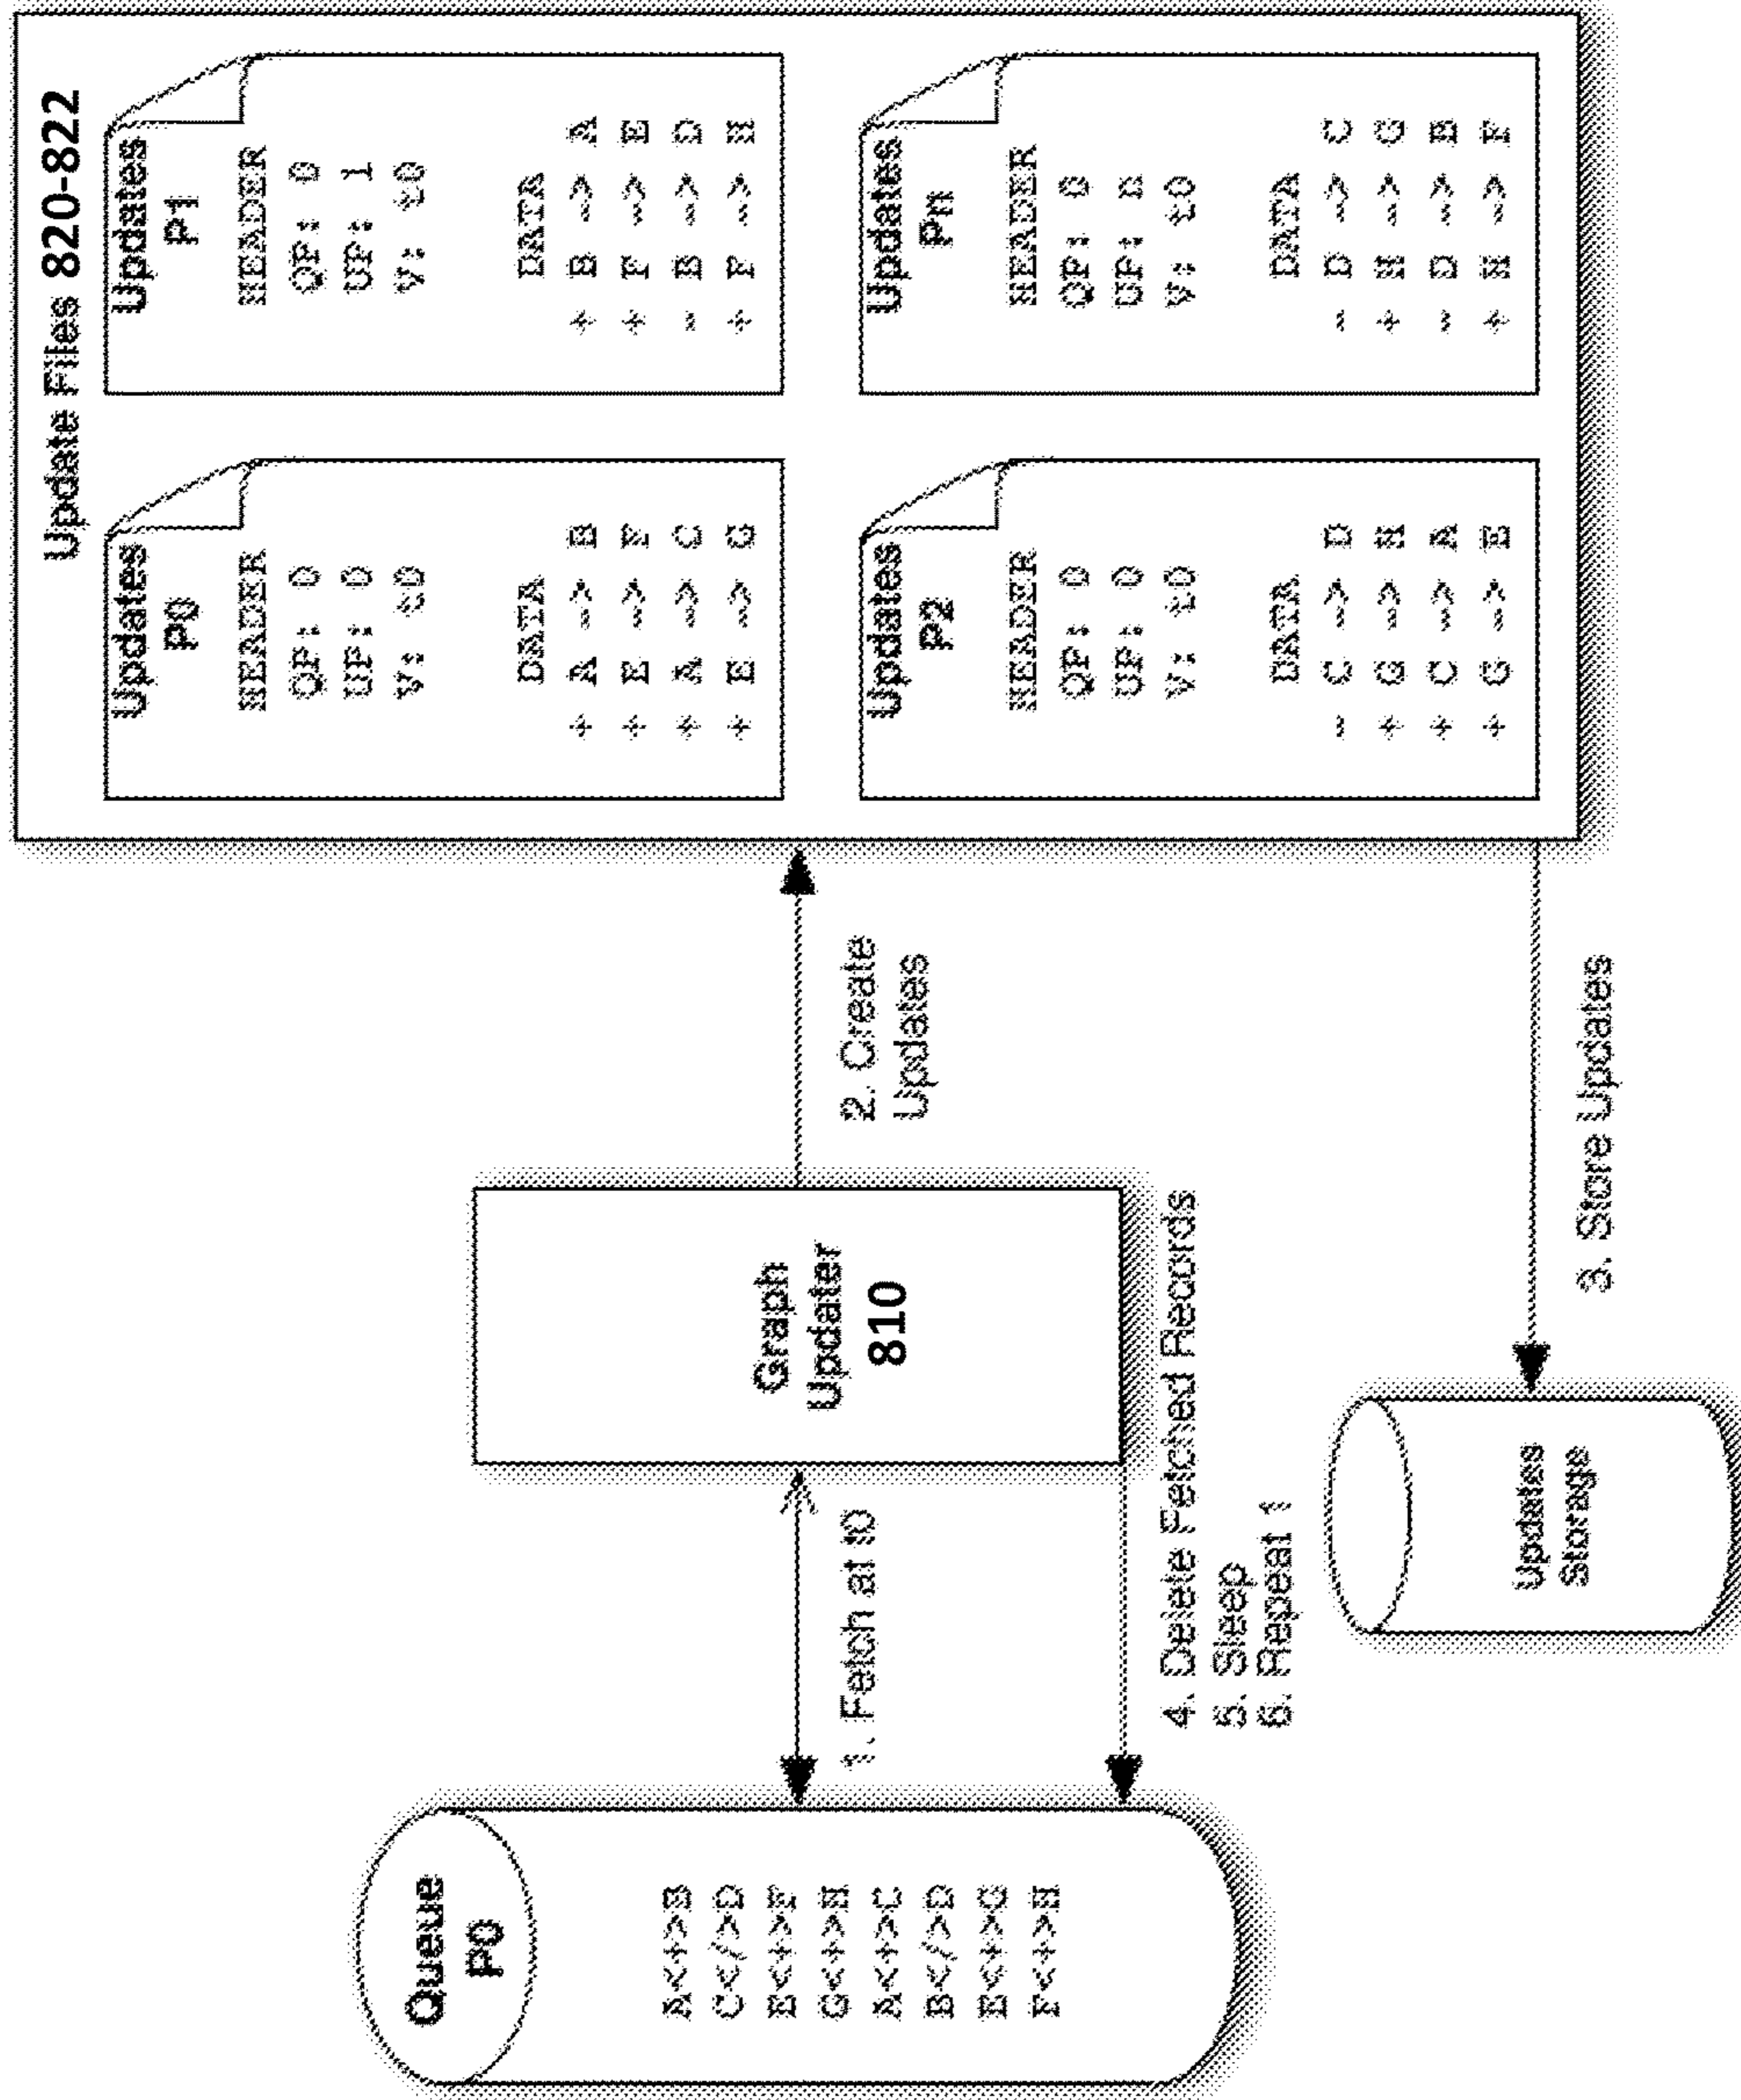 Queue
P0
A<+>B
C</>D
E<+>F
G<+>H
A<+>C
B</>D
E<+>G
F<+>H
1. Fetch at t0
4. Delete Fetched Records
5. Sleep
6. Repeat 1
Graph
Updater
810
2. Create
Updates
3. Store Updates
Updates
Storage
Update Files 820-822
Updates
P0
HEADER
QP: 0
UP: 0
V: t0
DATA
+ A --> B
+ E --> F
+ A --> C
+ E --> G
Updates
P1
HEADER
QP: 0
UP: 1
V: t0
DATA
+ B --> A
+ F --> E
- B --> D
+ F --> H
Updates
P2
HEADER
QP: 0
UP: 0
V: t0
DATA
- C --> D
+ G --> H
+ C --> A
+ G --> E
Updates
Pn
HEADER
QP: 0
UP: n
V: t0
DATA
- D --> C
+ H --> G
- D --> B
+ H --> F